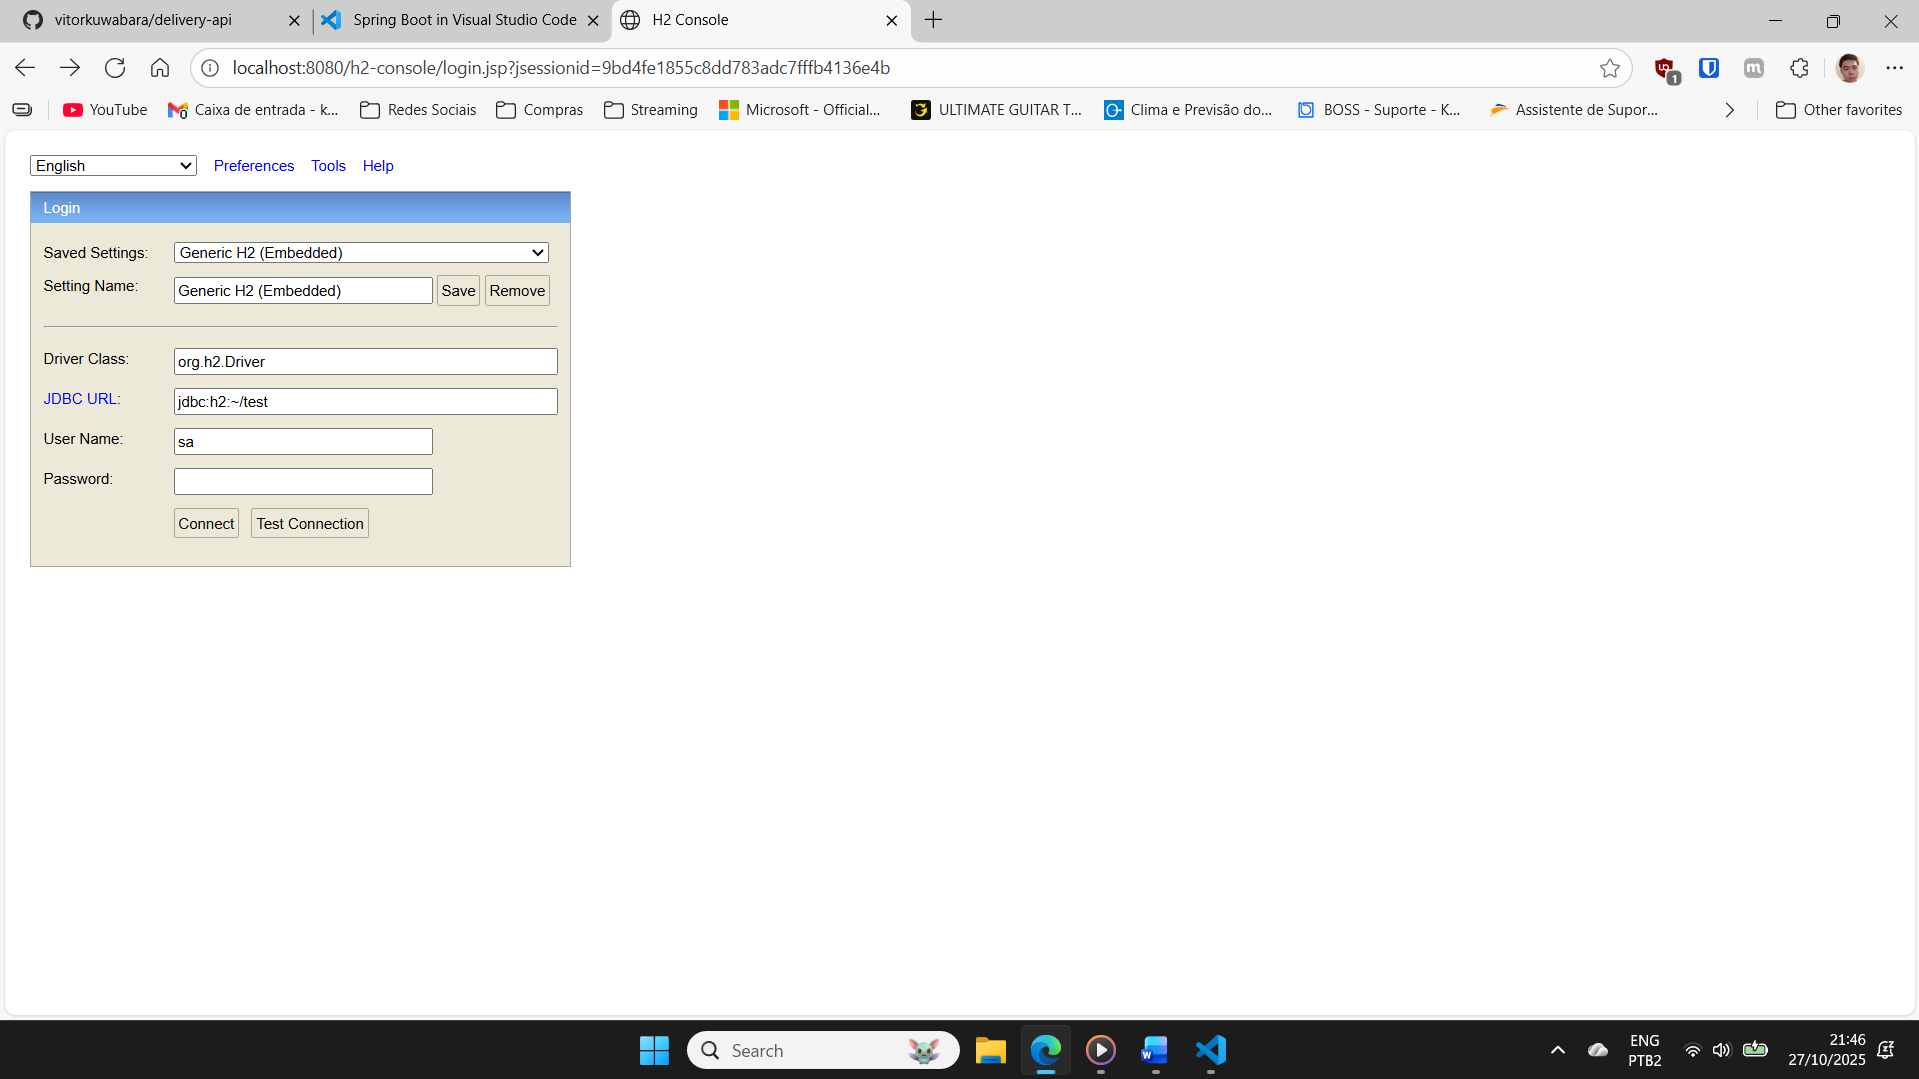 vitorkuwabara/delivery-api
Spring Boot in Visual Studio Code
H2 Console
localhost:8080/h2-console/login.jsp?jsessionid=9bd4fe1855c8dd783adc7fffb4136e4b
1
YouTube
Caixa de entrada - k...
Redes Sociais
Compras
Streaming
Microsoft - Official...
ULTIMATE GUITAR T...
Clima e Previsão do...
BOSS - Suporte - K...
Assistente de Supor...
Other favorites
English
Preferences
Tools
Help
Login
Saved Settings:
Generic H2 (Embedded)
Setting Name:
Generic H2 (Embedded)
Save
Remove
Driver Class:
org.h2.Driver
JDBC URL:
jdbc:h2:~/test
User Name:
sa
Password:
Connect
Test Connection
Search
ENG
PTB2
21:46
27/10/2025